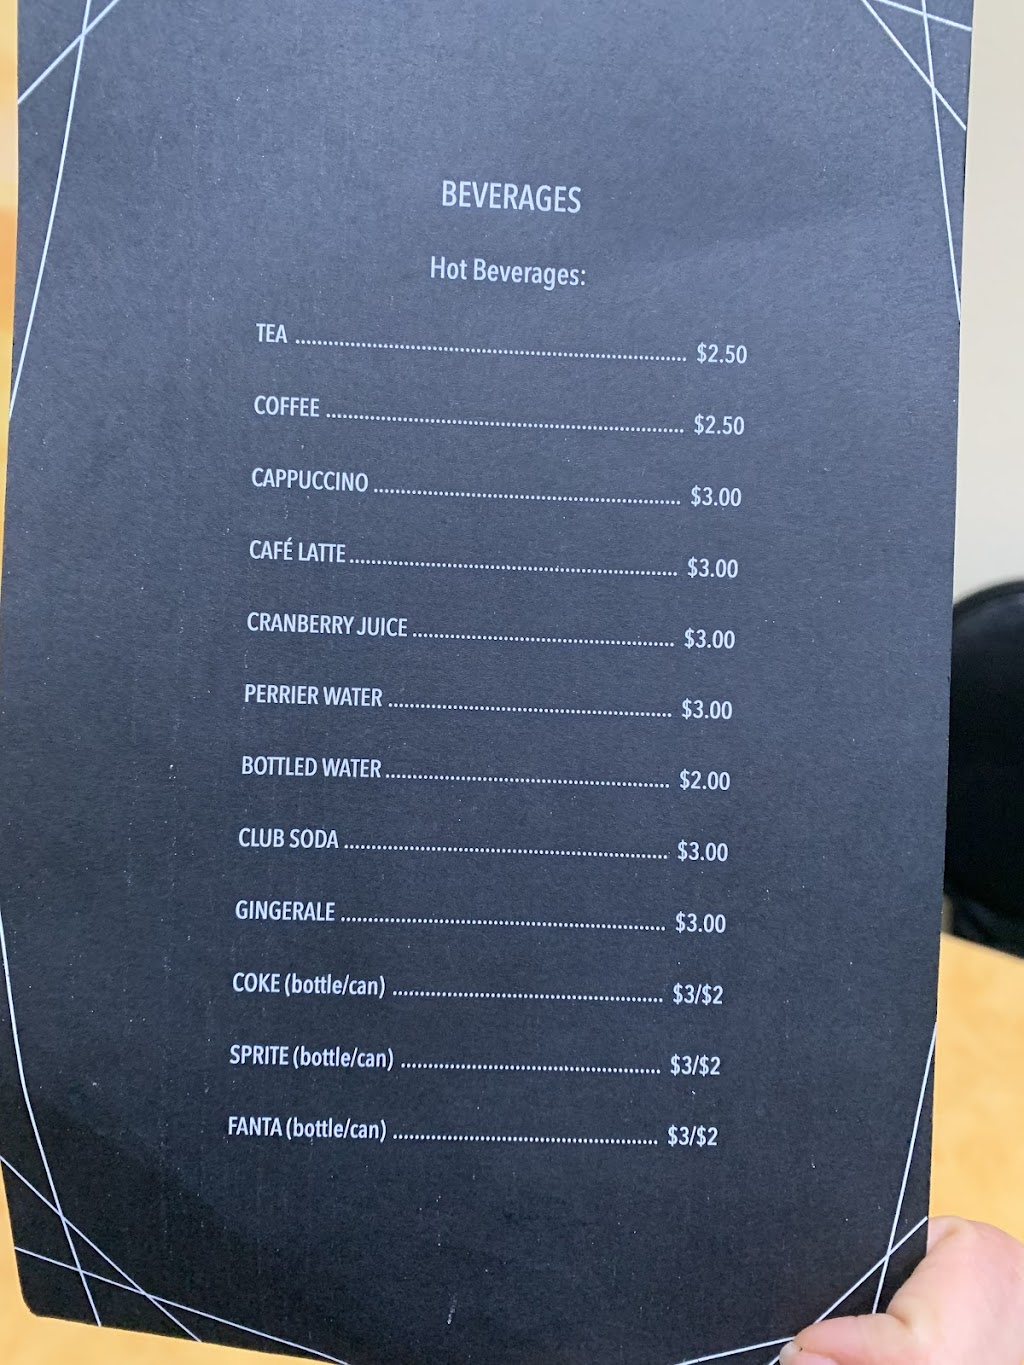 BEVERAGES
Hot Beverages:
TEA ........................................................................ $2.50
COFFEE .................................................................. $2.50
CAPPUCCINO ......................................................... $3.00
CAFÉ LATTE ............................................................. $3.00
CRANBERRY JUICE ................................................ $3.00
PERRIER WATER .................................................... $3.00
BOTTLED WATER .................................................... $2.00
CLUB SODA ............................................................ $3.00
GINGERALE ............................................................ $3.00
COKE (bottle/can) .................................................. $3/$2
SPRITE (bottle/can) ................................................ $3/$2
FANTA (bottle/can) ................................................. $3/$2